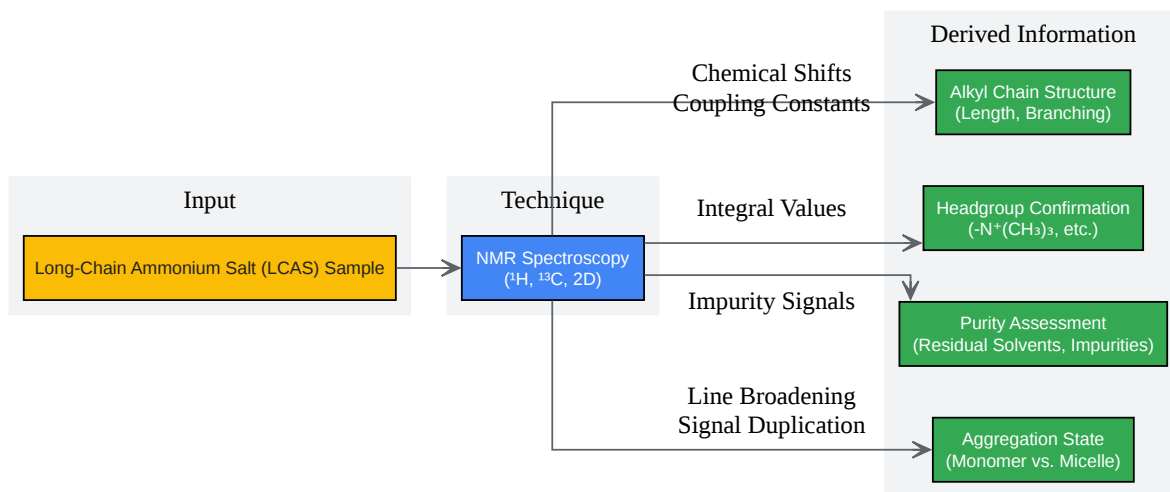 Input
Long-Chain Ammonium Salt (LCAS) Sample
Technique
NMR Spectroscopy
(¹H, ¹³C, 2D)
Chemical Shifts
Coupling Constants
Integral Values
Impurity Signals
Line Broadening
Signal Duplication
Derived Information
Alkyl Chain Structure
(Length, Branching)
Headgroup Confirmation
(-N⁺(CH₃)₃, etc.)
Purity Assessment
(Residual Solvents, Impurities)
Aggregation State
(Monomer vs. Micelle)